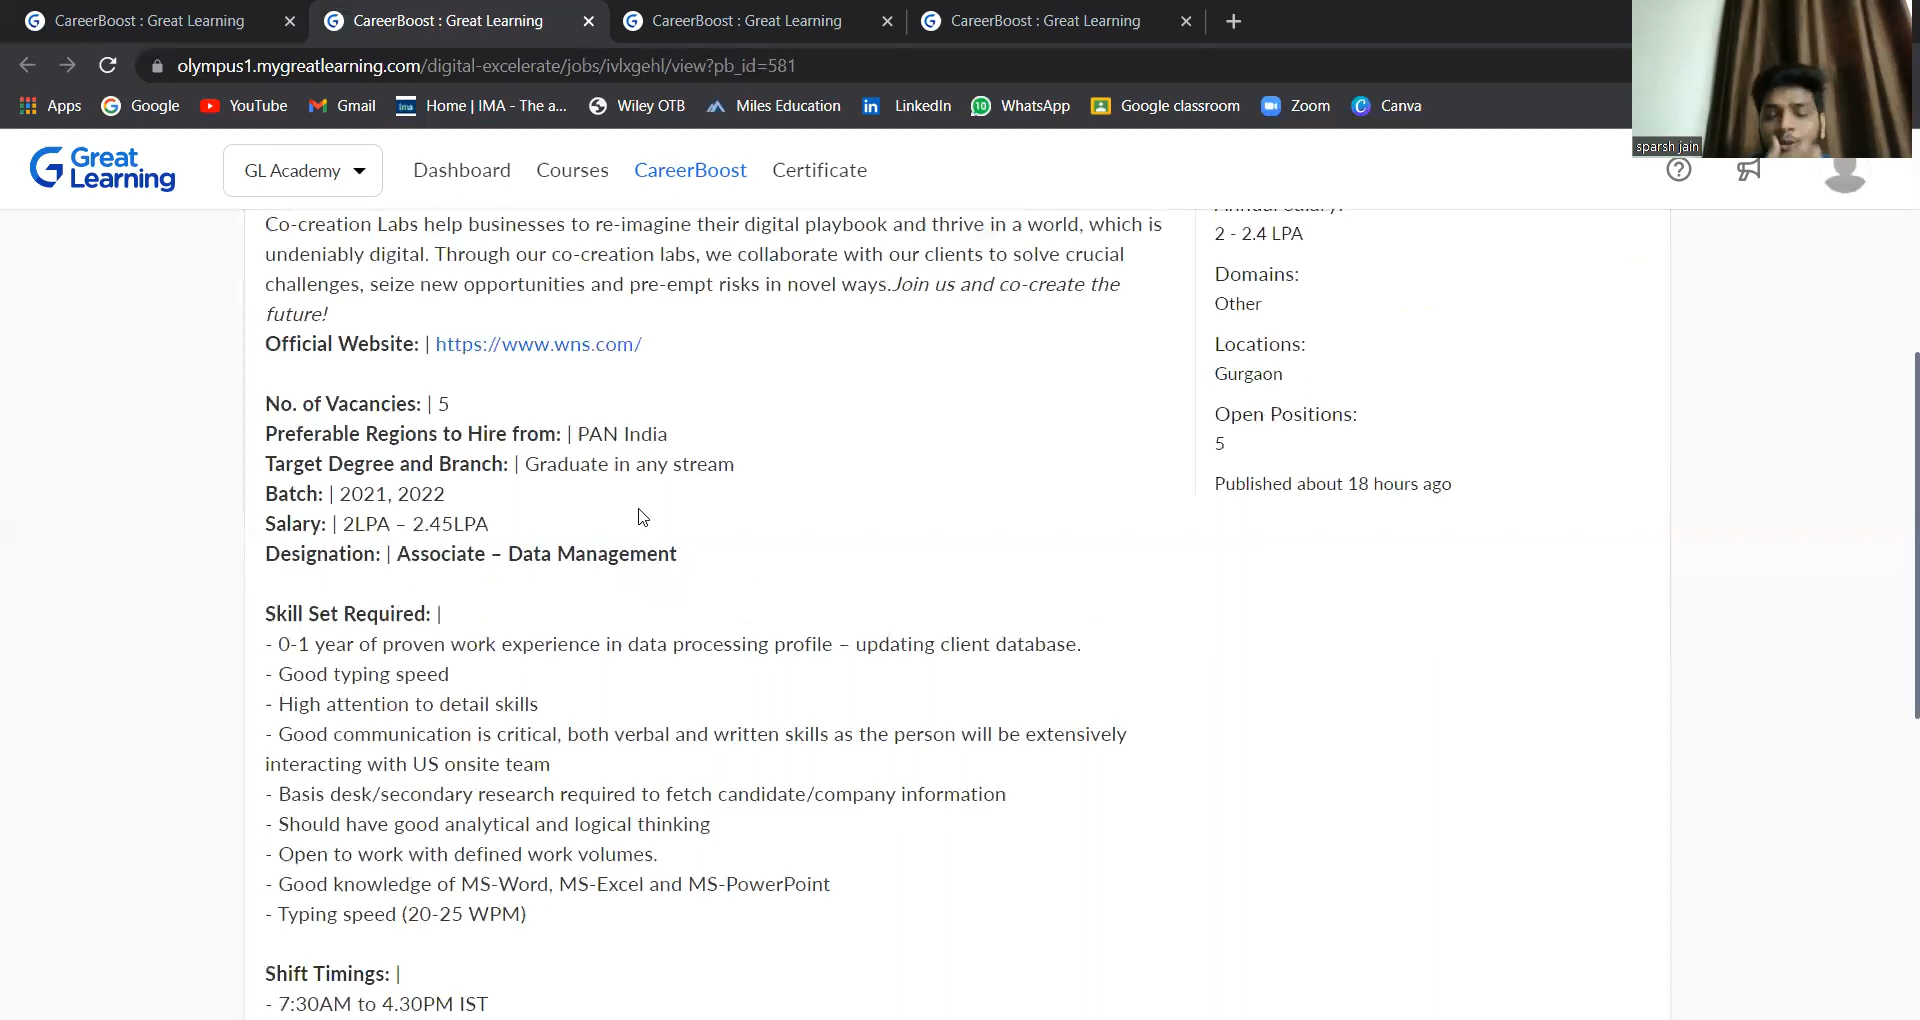 CareerBoost : Great Learning
CareerBoost : Great Learning
CareerBoost : Great Learning
CareerBoost : Great Learning
olympus1.mygreatlearning.com/digital-excelerate/jobs/ivlxgehl/view?pb_id=581
Apps
Google
YouTube
Gmail
ima
Home | IMA - The a...
Wiley OTB
Miles Education
LinkedIn
10
WhatsApp
Google classroom
Zoom
Canva
sparsh jain
Great
Learning
GL Academy
Dashboard
Courses
CareerBoost
Certificate
Co-creation Labs help businesses to re-imagine their digital playbook and thrive in a world, which is
undeniably digital. Through our co-creation labs, we collaborate with our clients to solve crucial
challenges, seize new opportunities and pre-empt risks in novel ways.Join us and co-create the
future!
Official Website: | https://www.wns.com/
No. of Vacancies: | 5
Preferable Regions to Hire from: | PAN India
Target Degree and Branch: | Graduate in any stream
Batch: | 2021, 2022
Salary: | 2LPA – 2.45LPA
Designation: | Associate – Data Management
Skill Set Required: |
- 0-1 year of proven work experience in data processing profile – updating client database.
- Good typing speed
- High attention to detail skills
- Good communication is critical, both verbal and written skills as the person will be extensively
interacting with US onsite team
- Basis desk/secondary research required to fetch candidate/company information
- Should have good analytical and logical thinking
- Open to work with defined work volumes.
- Good knowledge of MS-Word, MS-Excel and MS-PowerPoint
- Typing speed (20-25 WPM)
Shift Timings: |
- 7:30AM to 4.30PM IST
Annual Salary:
2 - 2.4 LPA
Domains:
Other
Locations:
Gurgaon
Open Positions:
5
Published about 18 hours ago